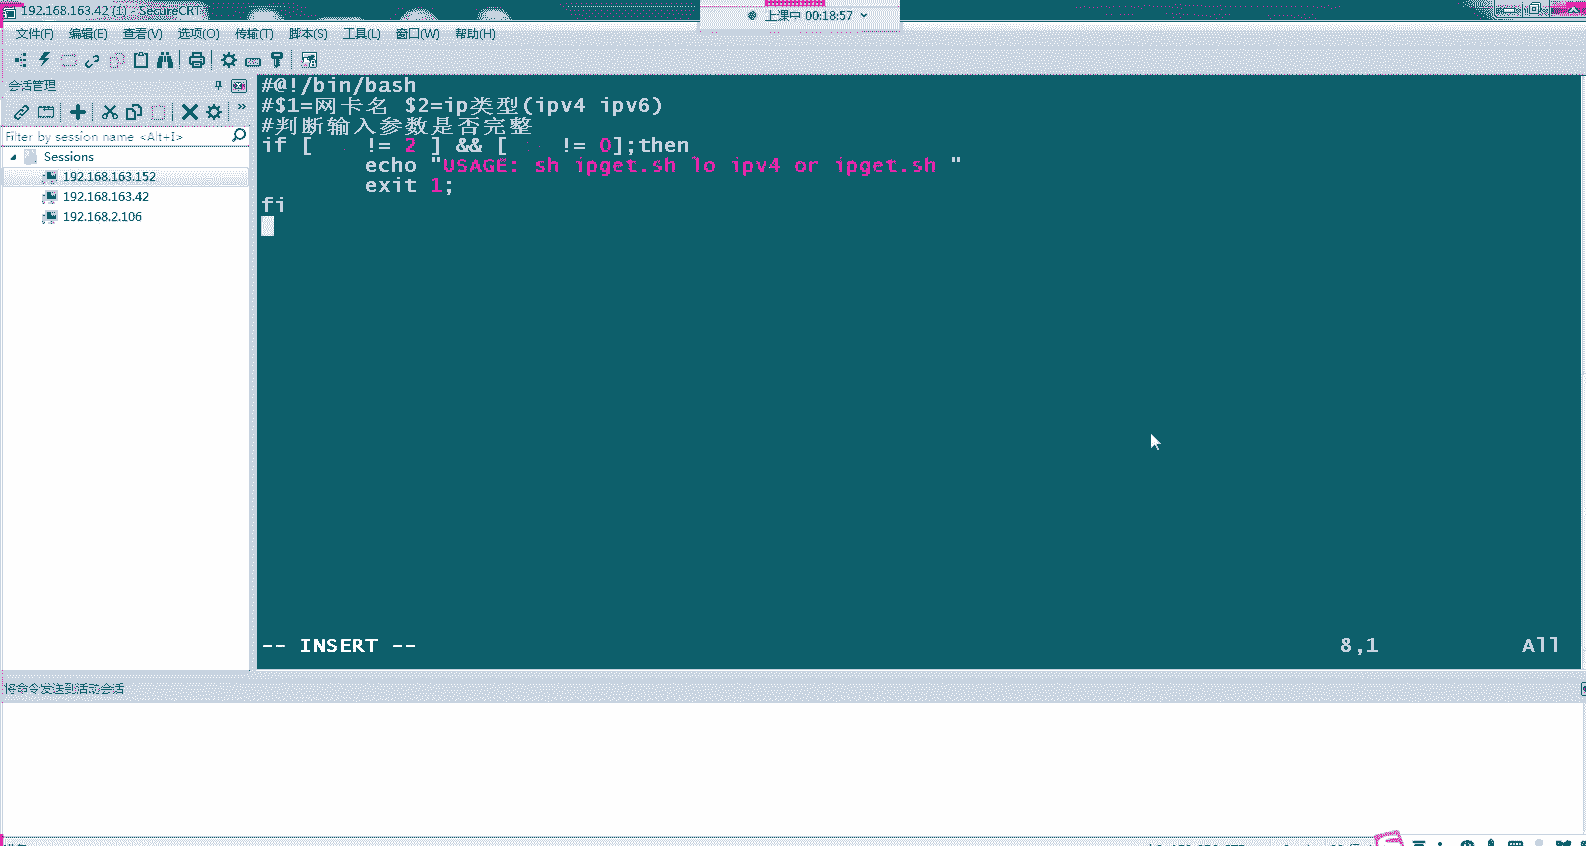 192.168.163.42 (1) - SecureCRT
上课中 00:18:57
文件(F) 编辑(E) 查看(V) 选项(O) 传输(T) 脚本(S) 工具(L) 窗口(W) 帮助(H)
会话管理
Filter by session name <Alt+I>
Sessions
192.168.163.152
192.168.163.42
192.168.2.106
#@!/bin/bash
#$1=网卡名 $2=ip类型(ipv4 ipv6)
#判断输入参数是否完整
if [ != 2 ] && [ != 0];then
echo "USAGE: sh ipget.sh lo ipv4 or ipget.sh "
exit 1;
fi
-- INSERT --
8,1
All
将命令发送到活动会话